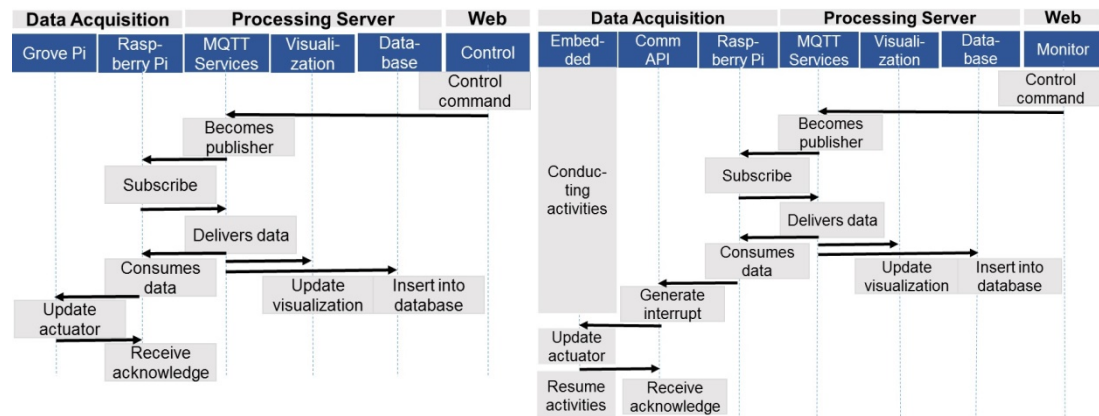 Data Acquisition Processing Server Web
Grove Pi Rasp- MQTT Visuali- Data- Control
berry Pi Services zation base
Control
command
Becomes
publisher
Subscribe
Delivers data
Consumes
data
Update
visualization
Insert into
database
Update
actuator
Receive
acknowledge
Data Acquisition Processing Server Web
Embed- Comm Rasp- MQTT Visuali- Data- Monitor
ded API berry Pi Services zation base
Control
command
Becomes
publisher
Conduc-
ting
activities
Subscribe
Delivers data
Consumes
data
Update
visualization
Insert into
database
Generate
interrupt
Update
actuator
Resume
activities
Receive
acknowledge